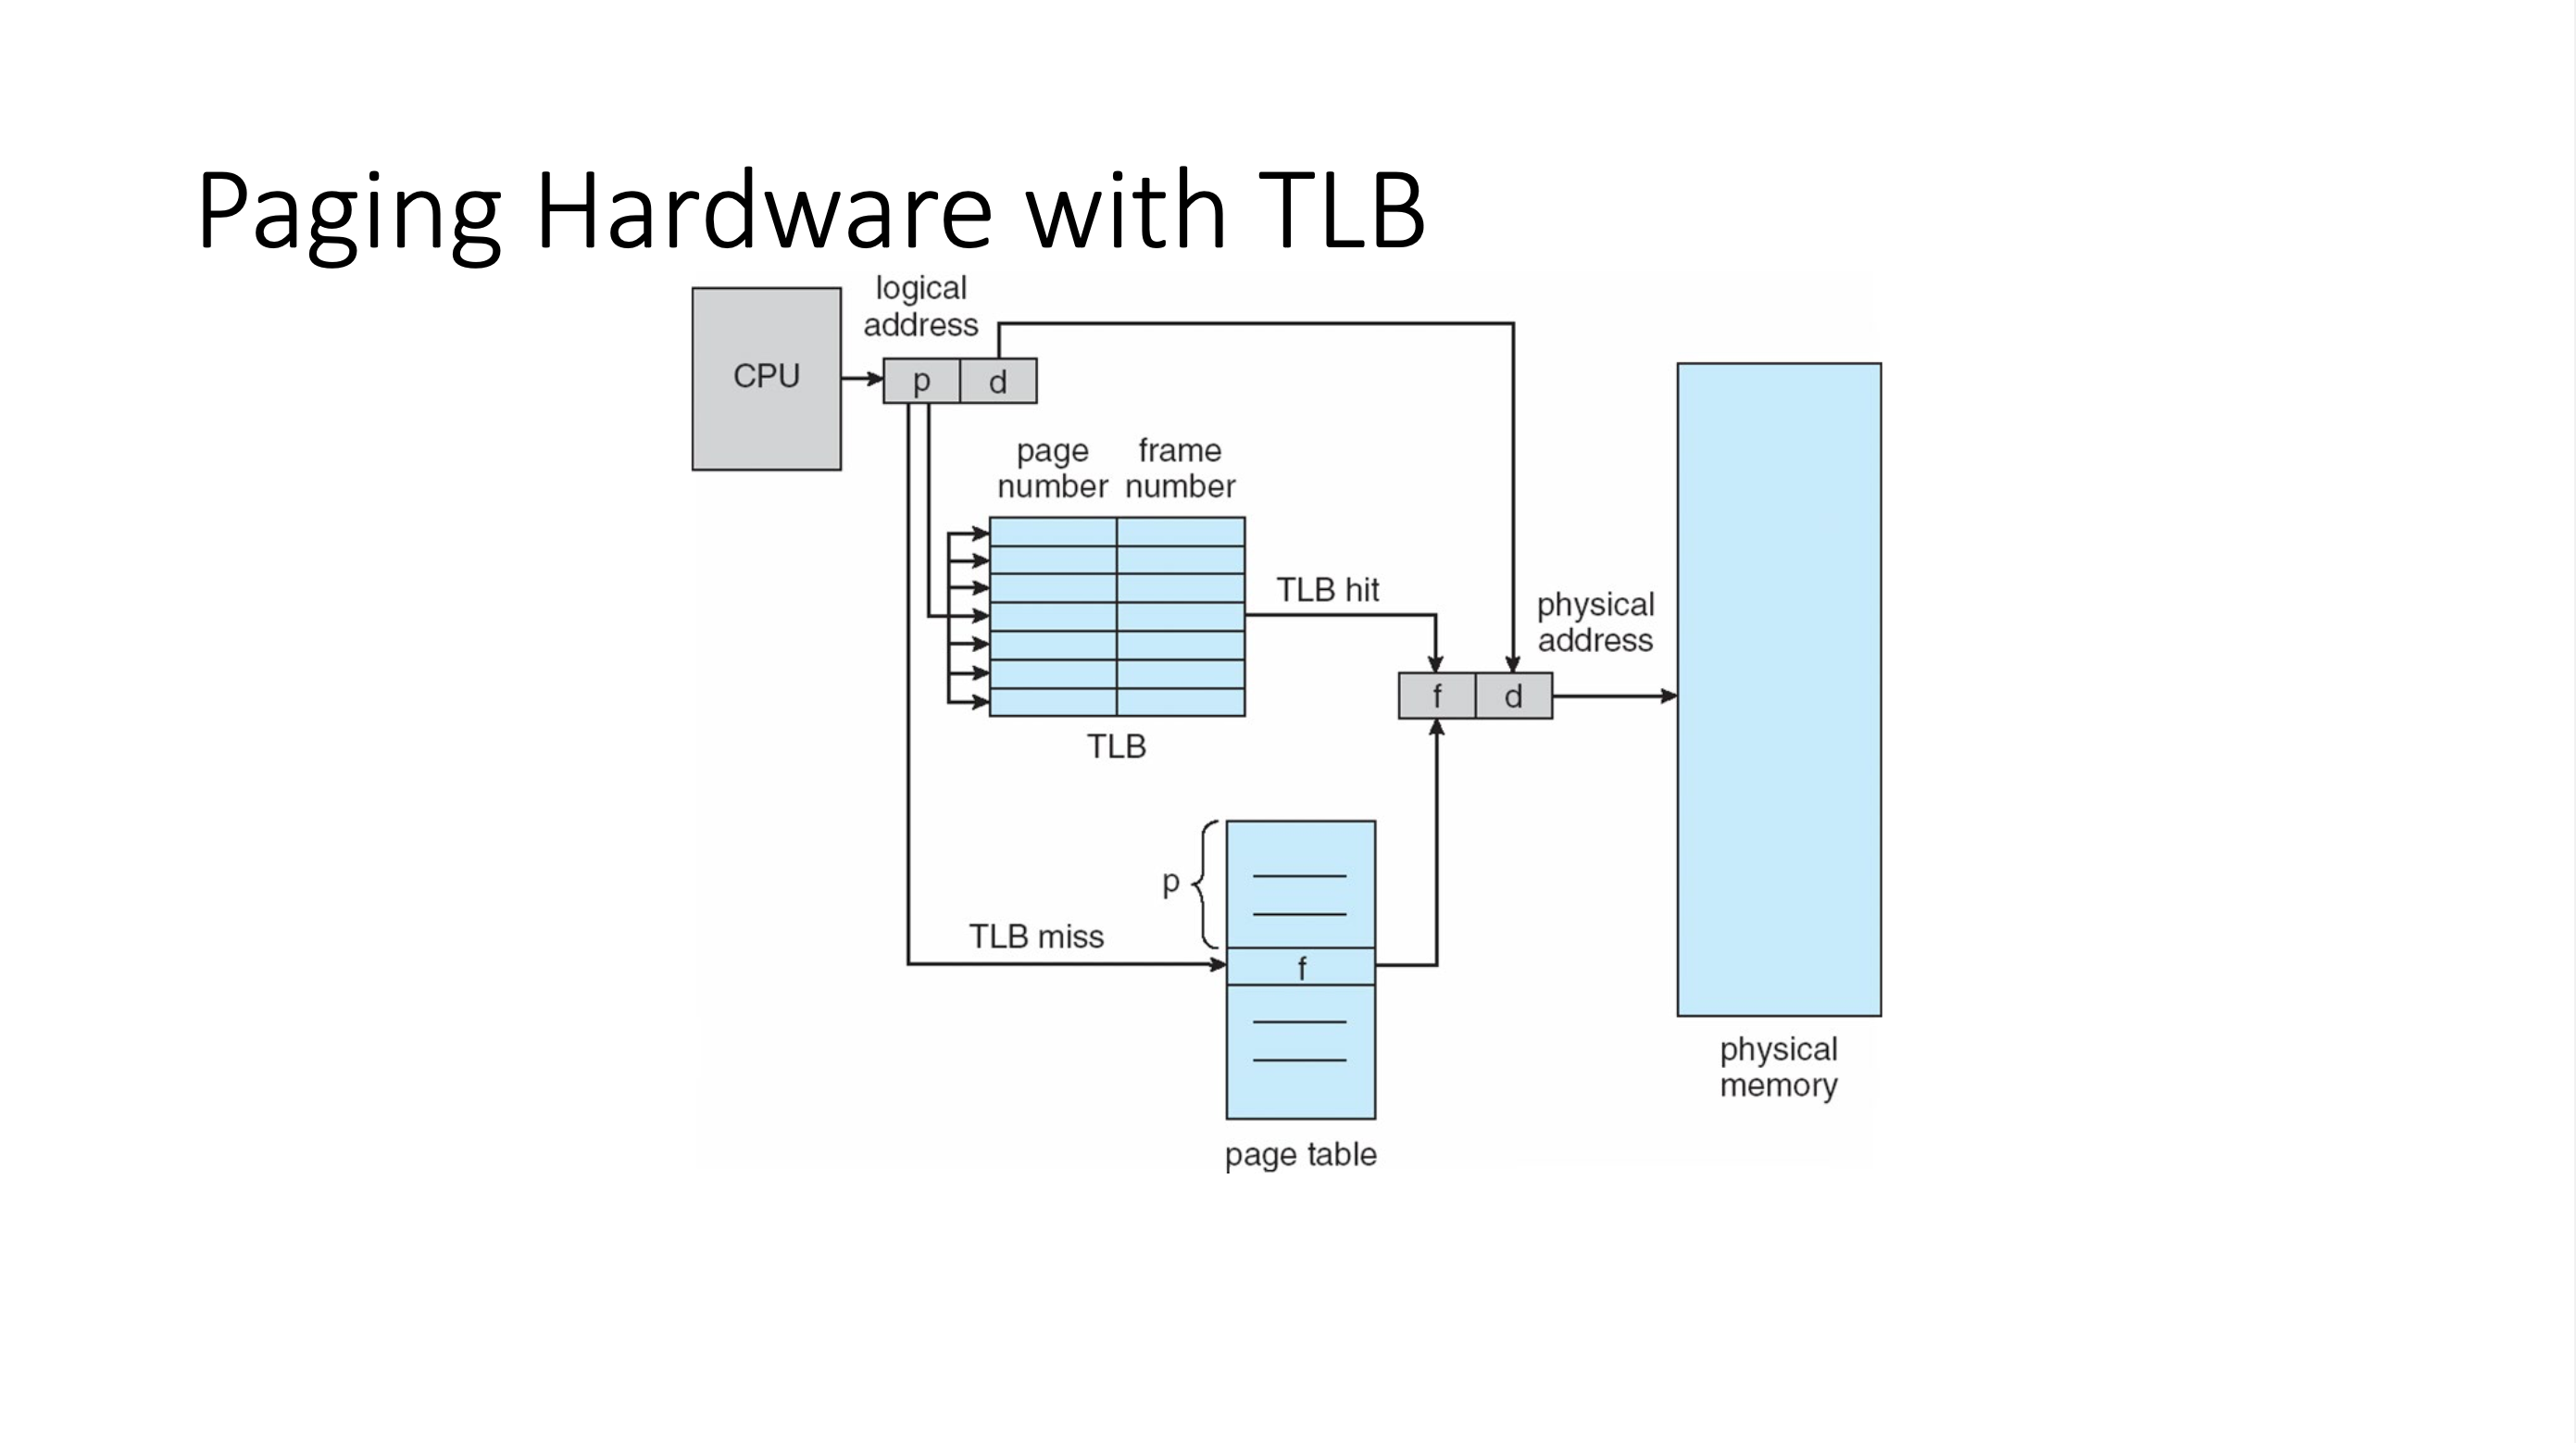 Paging Hardware with TLB
logical
address
CPU
p
d
page
number
frame
number
TLB hit
physical
address
f
d
TLB
p
TLB miss
f
physical
memory
page table